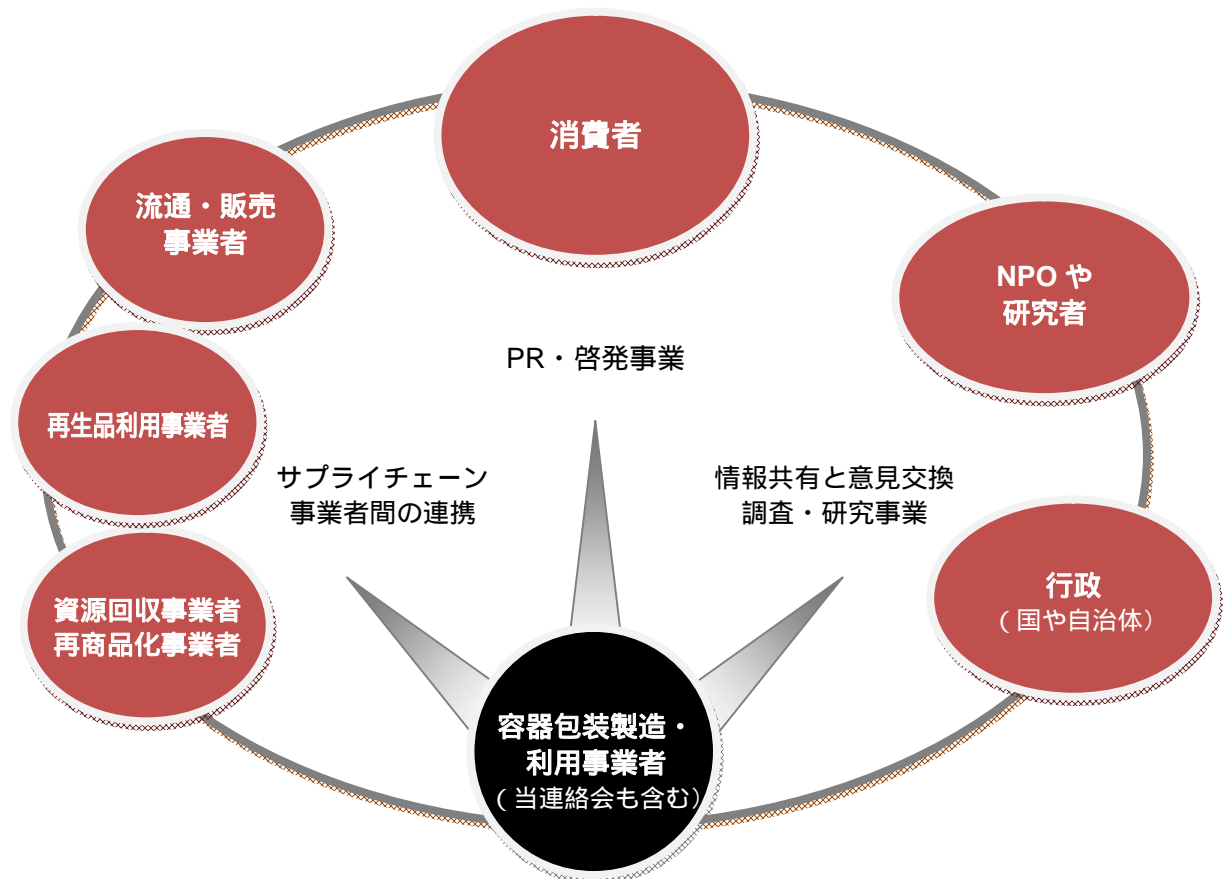 消費者
流通・販売
事業者
NPO や
研究者
PR・啓発事業
再生品利用事業者
サプライチェーン
事業者間の連携
情報共有と意見交換
調査・研究事業
資源回収事業者
再商品化事業者
行政
(国や自治体)
容器包装製造・
利用事業者
(当連絡会も含む)